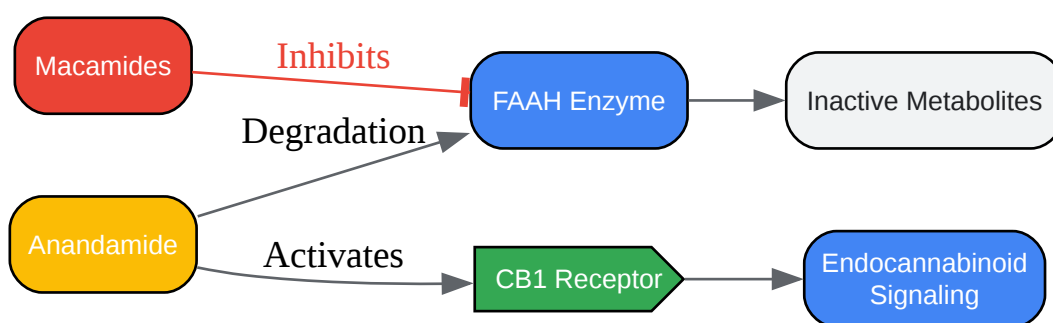 Macamides
Inhibits
FAAH Enzyme
Inactive Metabolites
Degradation
Anandamide
Activates
CB1 Receptor
Endocannabinoid
Signaling